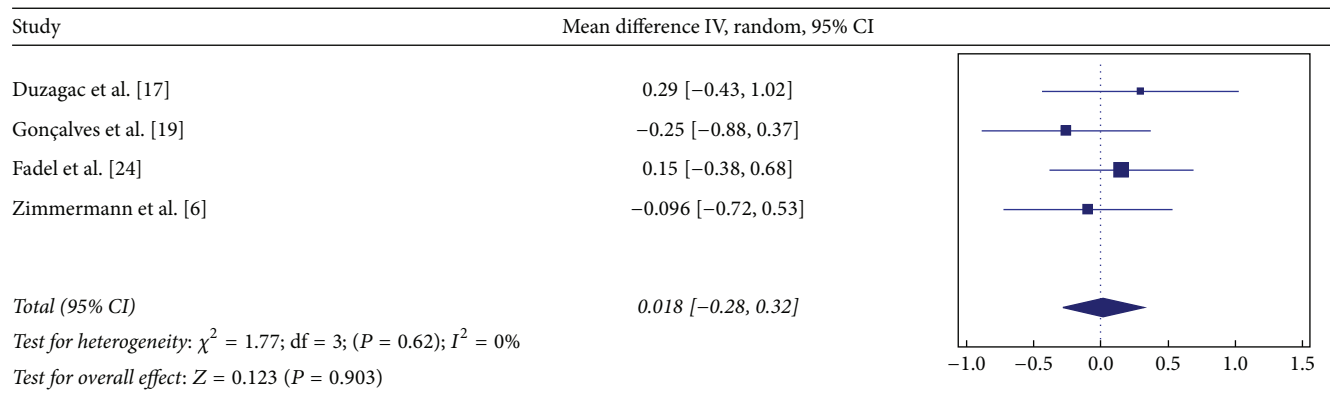 Study Mean difference IV, random, 95% CI
Duzagac et al. [17] 0.29 [−0.43, 1.02]
Gonçalves et al. [19] −0.25 [−0.88, 0.37]
Fadel et al. [24] 0.15 [−0.38, 0.68]
Zimmermann et al. [6] −0.096 [−0.72, 0.53]
Total (95% CI) 0.018 [−0.28, 0.32]
Test for heterogeneity: χ² = 1.77; df = 3; (P = 0.62); I² = 0%
Test for overall effect: Z = 0.123 (P = 0.903)
−1.0 −0.5 0.0 0.5 1.0 1.5